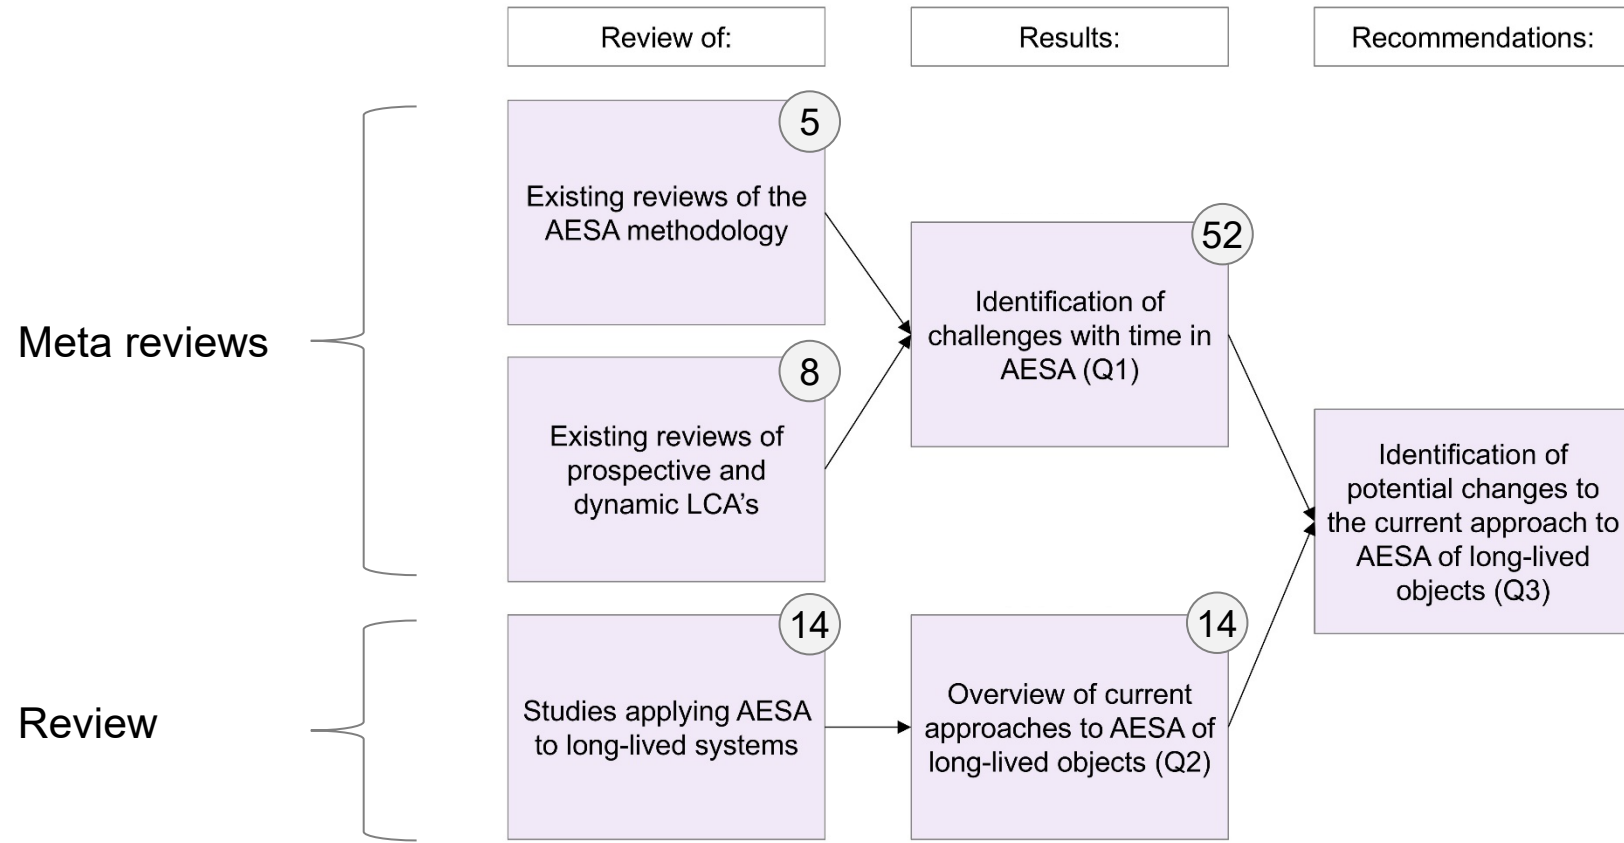 Review of:
Results:
Recommendations:
Meta reviews
5
Existing reviews of the
AESA methodology
8
Existing reviews of
prospective and
dynamic LCA's
52
Identification of
challenges with time in
AESA (Q1)
Identification of
potential changes to
the current approach to
AESA of long-lived
objects (Q3)
Review
14
Studies applying AESA
to long-lived systems
14
Overview of current
approaches to AESA of
long-lived objects (Q2)